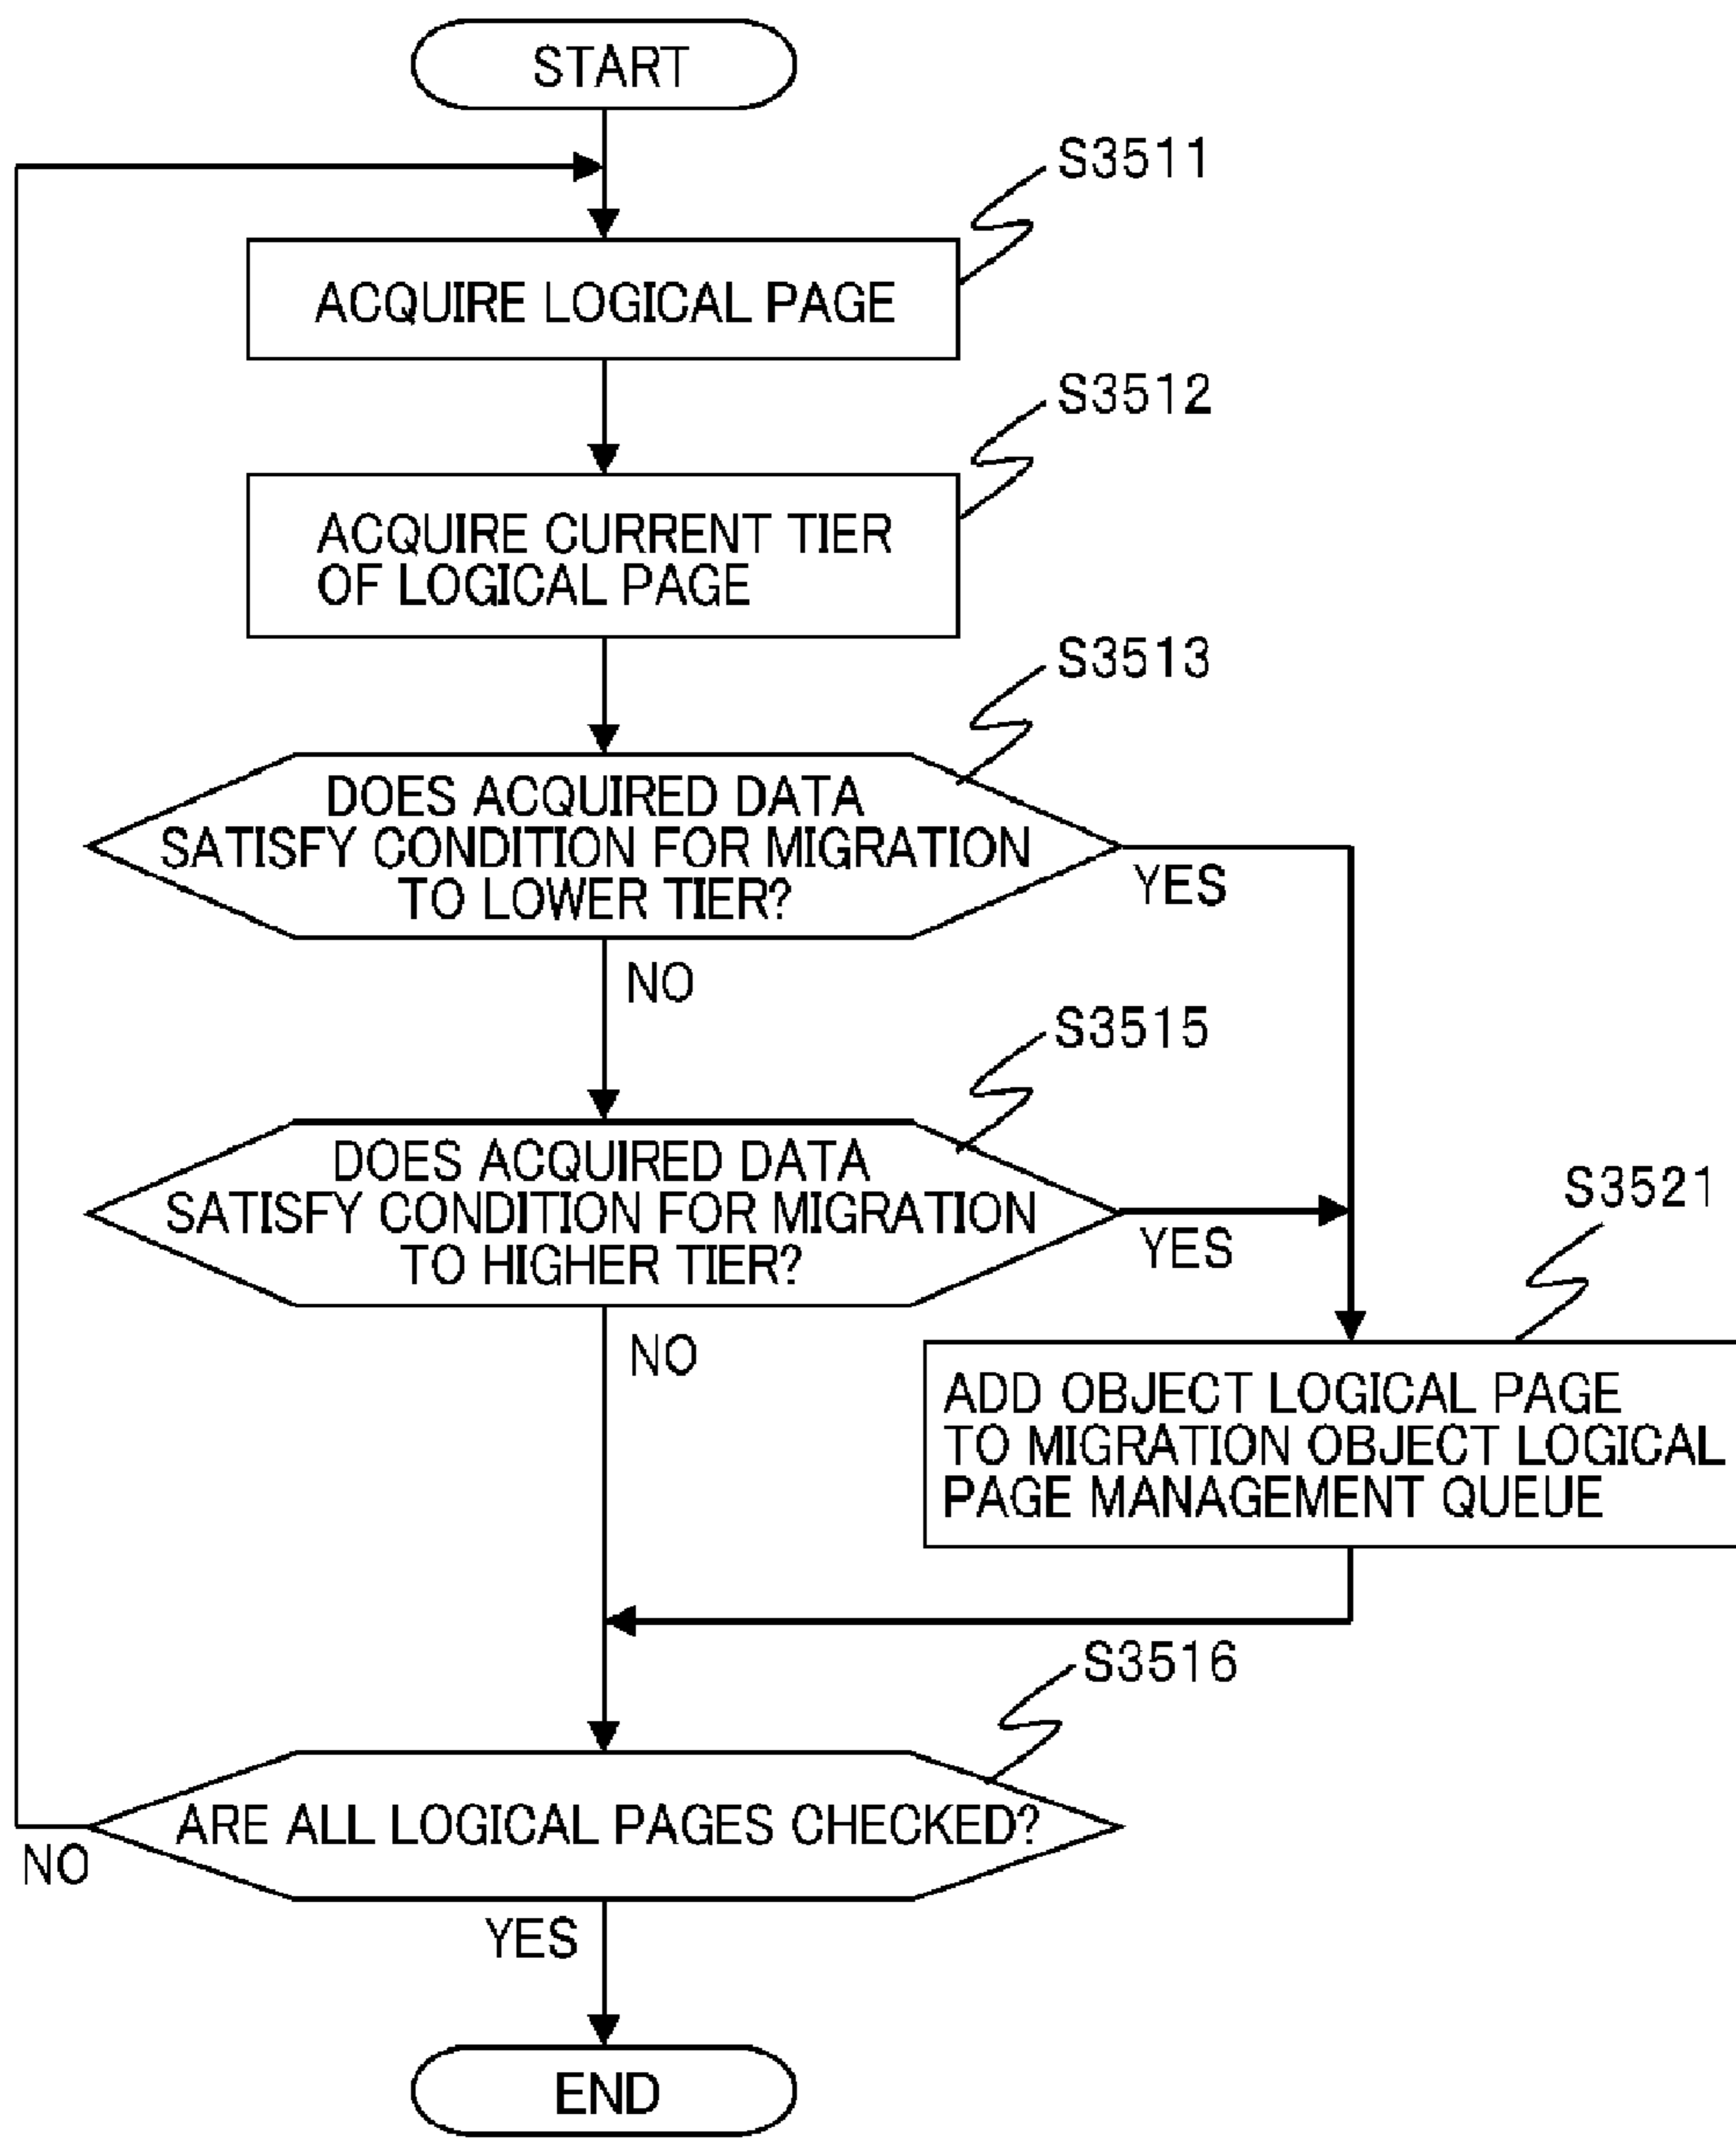 START
S3511
ACQUIRE LOGICAL PAGE
S3512
ACQUIRE CURRENT TIER
OF LOGICAL PAGE
S3513
DOES ACQUIRED DATA
SATISFY CONDITION FOR MIGRATION
TO LOWER TIER?
YES
NO
S3515
DOES ACQUIRED DATA
SATISFY CONDITION FOR MIGRATION
TO HIGHER TIER?
YES
NO
S3521
ADD OBJECT LOGICAL PAGE
TO MIGRATION OBJECT LOGICAL
PAGE MANAGEMENT QUEUE
S3516
ARE ALL LOGICAL PAGES CHECKED?
NO
YES
END